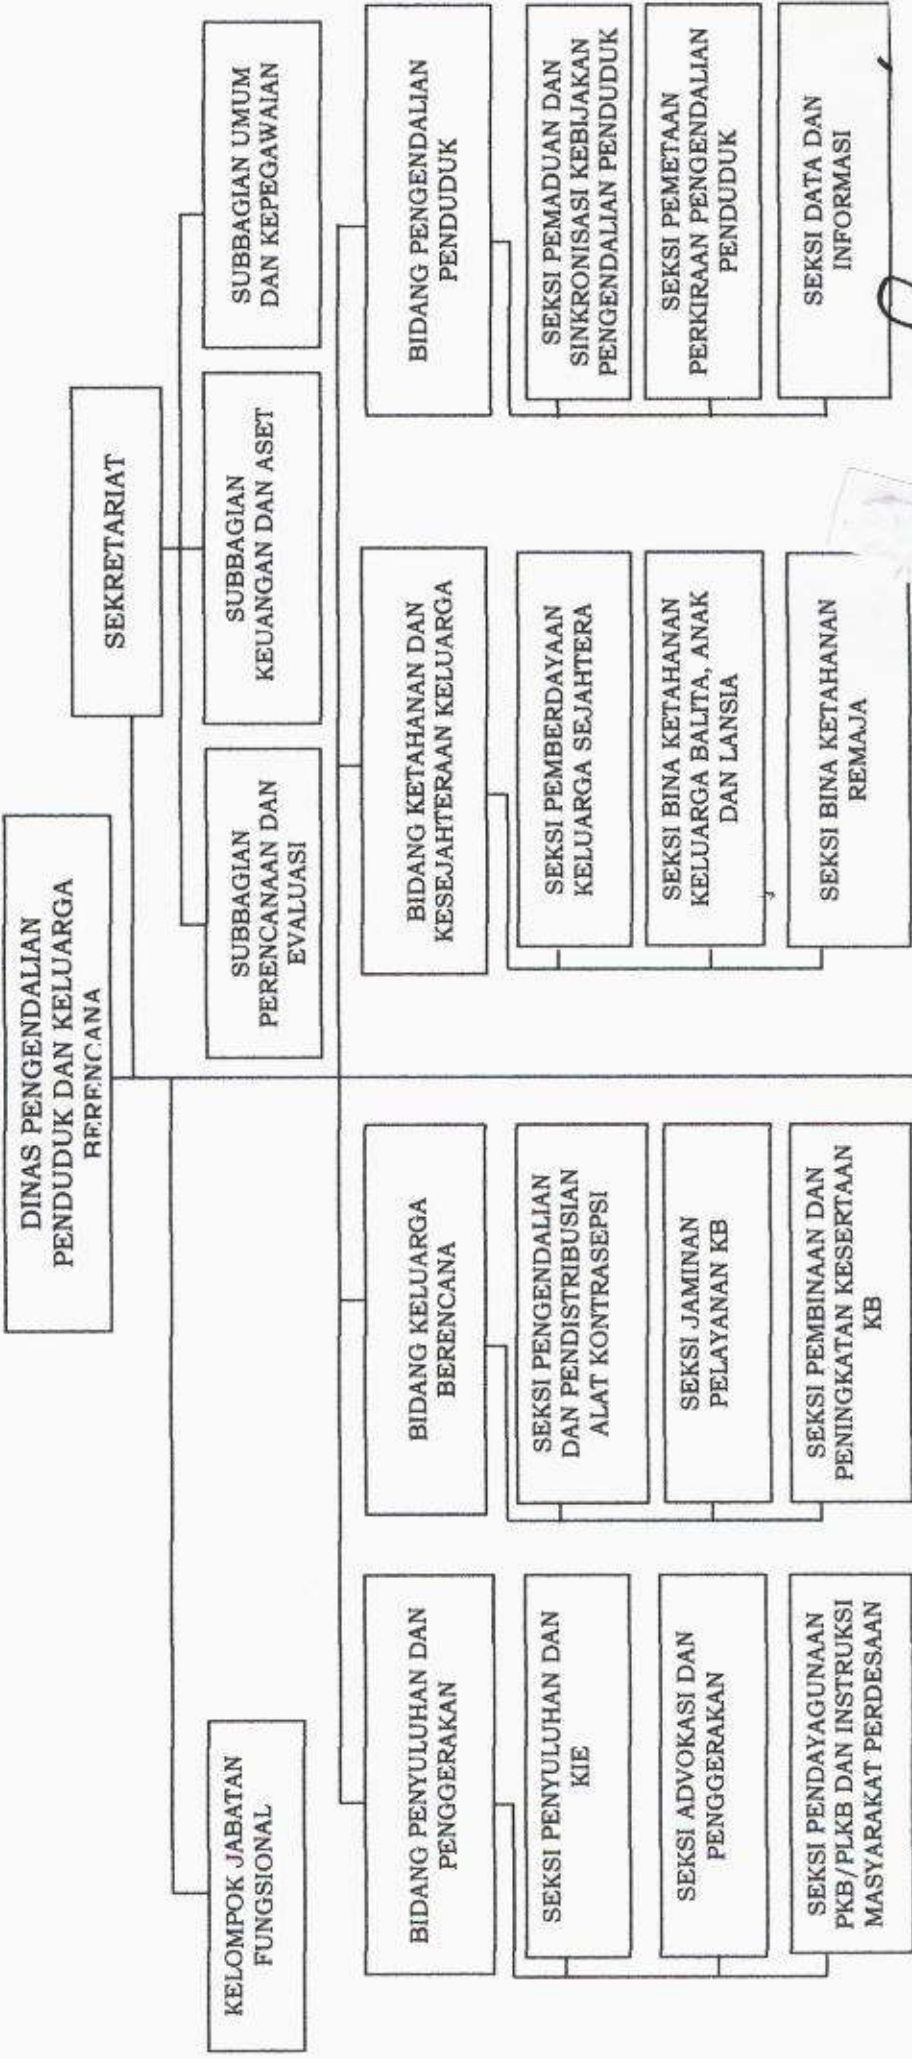 DINAS PENGENDALIAN
PENDUDUK DAN KELUARGA
BERENCANA
SEKRETARIAT
KELOMPOK JABATAN
FUNGSIONAL
SUBBAGIAN
PERENCANAAN DAN
EVALUASI
SUBBAGIAN
KEUANGAN DAN ASET
SUBBAGIAN UMUM
DAN KEPEGAWAIAN
BIDANG PENYULUHAN DAN
PENGGERAKAN
SEKSI PENYULUHAN DAN
KIE
SEKSI ADVOKASI DAN
PENGGERAKAN
SEKSI PENDAYAGUNAAN
PKB/PLKB DAN INSTRUKSI
MASYARAKAT PERDESAAN
BIDANG KELUARGA
BERENCANA
SEKSI PENGENDALIAN
DAN PENDISTRIBUSIAN
ALAT KONTRASEPSI
SEKSI JAMINAN
PELAYANAN KB
SEKSI PEMBINAAN DAN
PENINGKATAN KESERTAAN
KB
BIDANG KETAHANAN DAN
KESEJAHTERAAN KELUARGA
SEKSI PEMBERDAYAAN
KELUARGA SEJAHTERA
SEKSI BINA KETAHANAN
KELUARGA BALITA, ANAK
DAN LANSIA
SEKSI BINA KETAHANAN
REMAJA
BIDANG PENGENDALIAN
PENDUDUK
SEKSI PEMADUAN DAN
SINKRONISASI KEBIJAKAN
PENGENDALIAN PENDUDUK
SEKSI PEMETAAN
PERKIRAAN PENGENDALIAN
PENDUDUK
SEKSI DATA DAN
INFORMASI